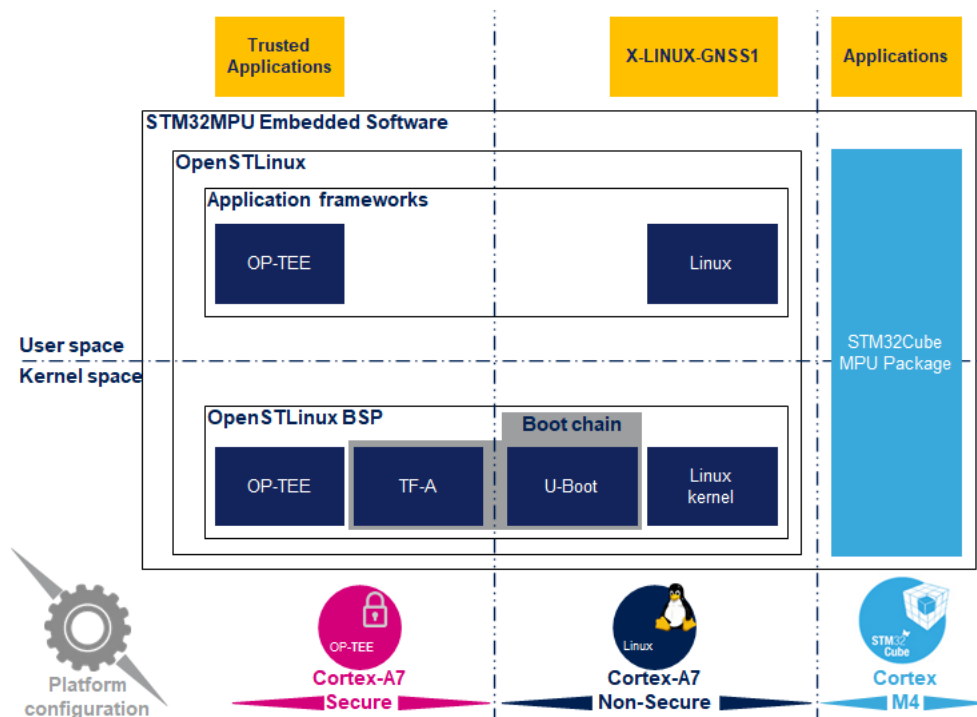 Trusted
Applications
X-LINUX-GNSS1
Applications
STM32MPU Embedded Software
OpenSTLinux
Application frameworks
OP-TEE
Linux
User space
Kernel space
STM32Cube
MPU Package
OpenSTLinux BSP
Boot chain
OP-TEE
TF-A
U-Boot
Linux
kernel
OP-TEE
Linux
STM32
Cube
Platform
configuration
Cortex-A7
Secure
Cortex-A7
Non-Secure
Cortex
M4